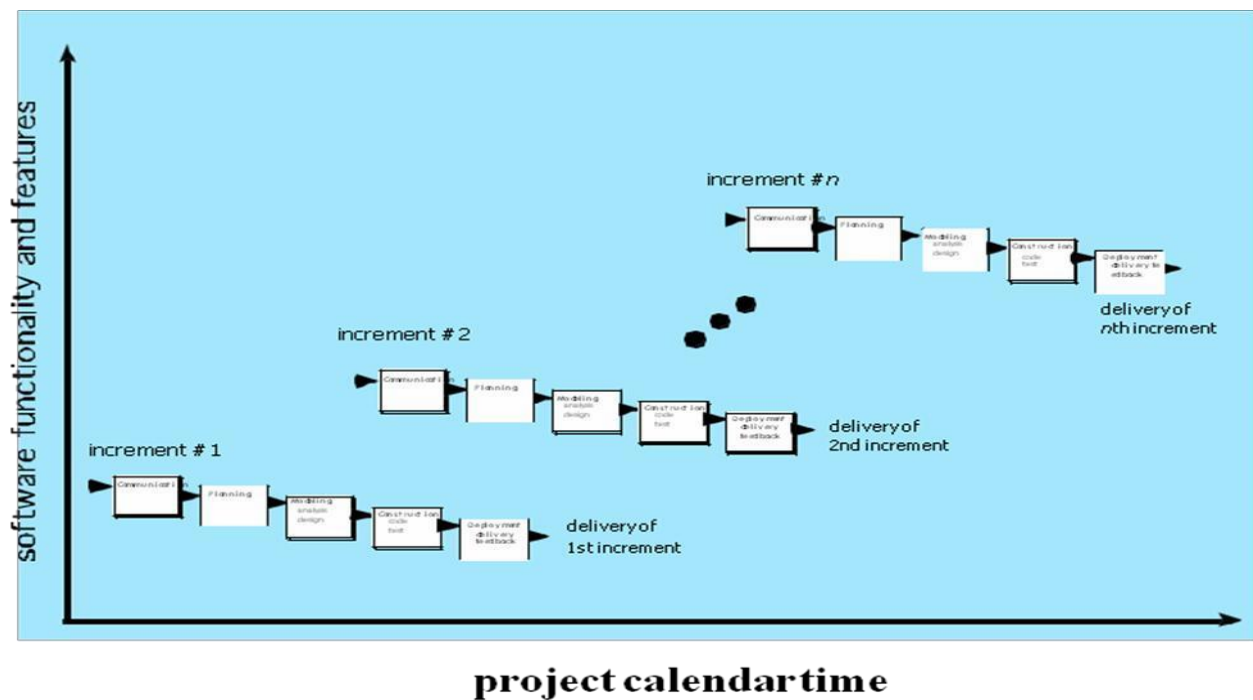 software functionality and features
increment # n
Communication
Planning
Modeling
analysis
design
Construction
code
test
Deployment
delivery fe
edback
delivery of
nth increment
increment # 2
Communication
Planning
Modeling
analysis
design
Construction
code
test
Deployment
delivery
feedback
delivery of
2nd increment
increment # 1
Communication
Planning
Modeling
analysis
design
Construction
code
test
Deployment
delivery
feedback
delivery of
1st increment
project calendar time